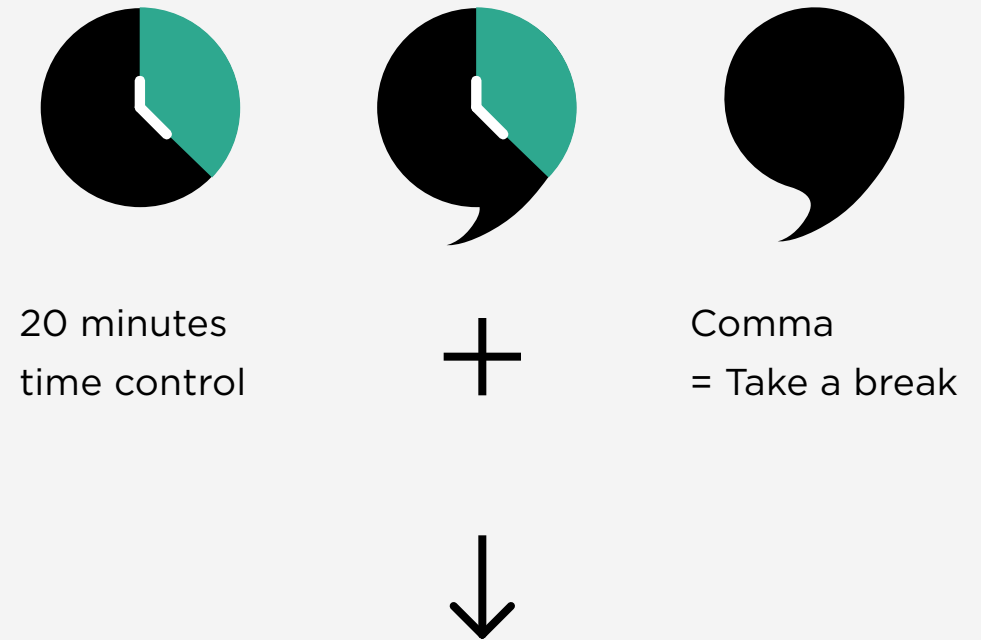 20 minutes
time control
+
Comma
= Take a break